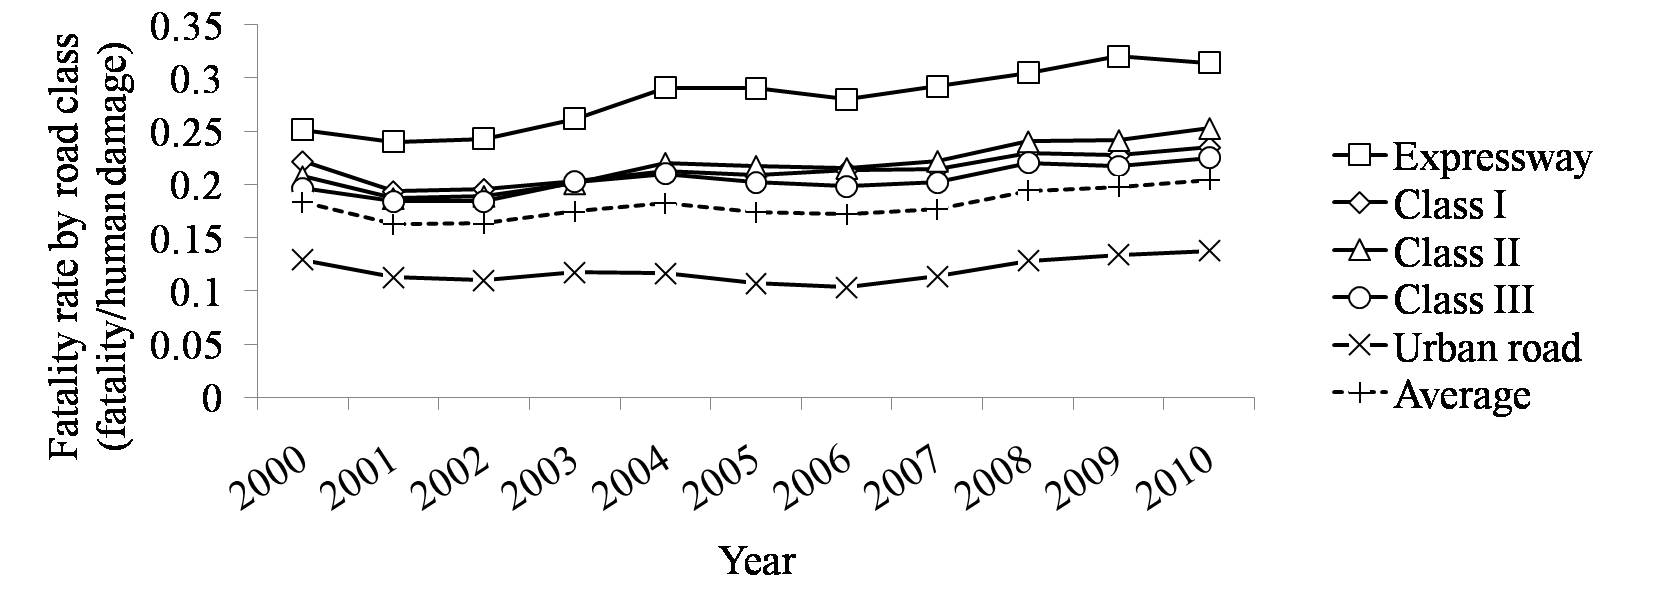 Fatality rate by road class
(fatality/human damage)
0.35
0.3
0.25
0.2
0.15
0.1
0.05
0
2000
2001
2002
2003
2004
2005
2006
2007
2008
2009
2010
Year
Expressway
Class I
Class II
Class III
Urban road
Average